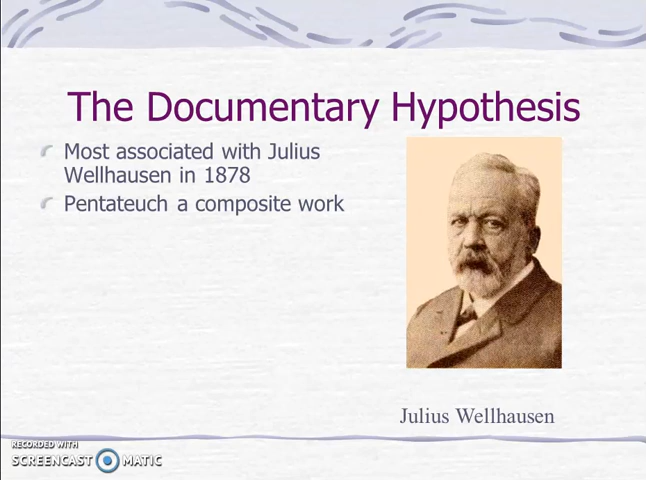 The Documentary Hypothesis
Most associated with Julius
Wellhausen in 1878
Pentateuch a composite work
Julius Wellhausen
RECORDED WITH
SCREENCAST MATIC